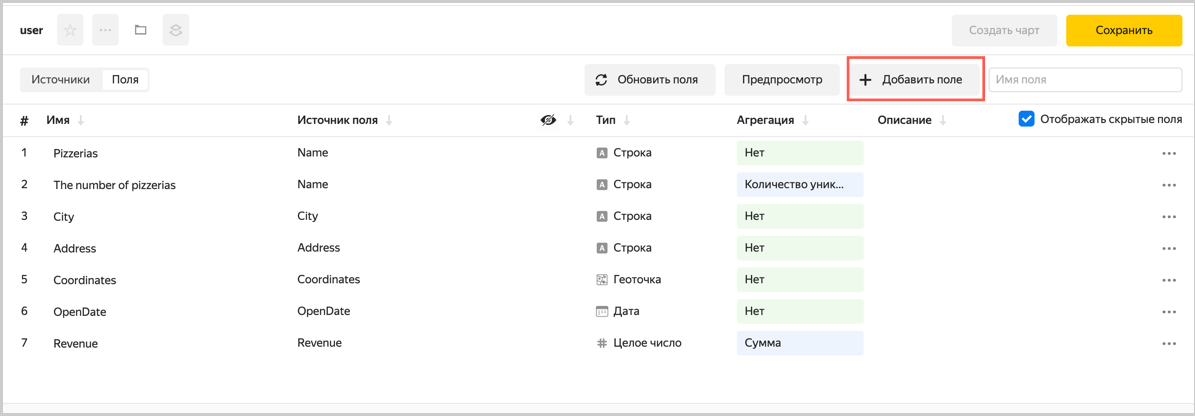 user
Создать чарт
Сохранить
Источники
Поля
Обновить поля
Предпросмотр
Добавить поле
Имя поля
# Имя Источник поля Тип Агрегация Описание Отображать скрытые поля
1 Pizzerias Name A Строка Нет
2 The number of pizzerias Name A Строка Количество уник...
3 City City A Строка Нет
4 Address Address A Строка Нет
5 Coordinates Coordinates Геоточка Нет
6 OpenDate OpenDate Дата Нет
7 Revenue Revenue # Целое число Сумма